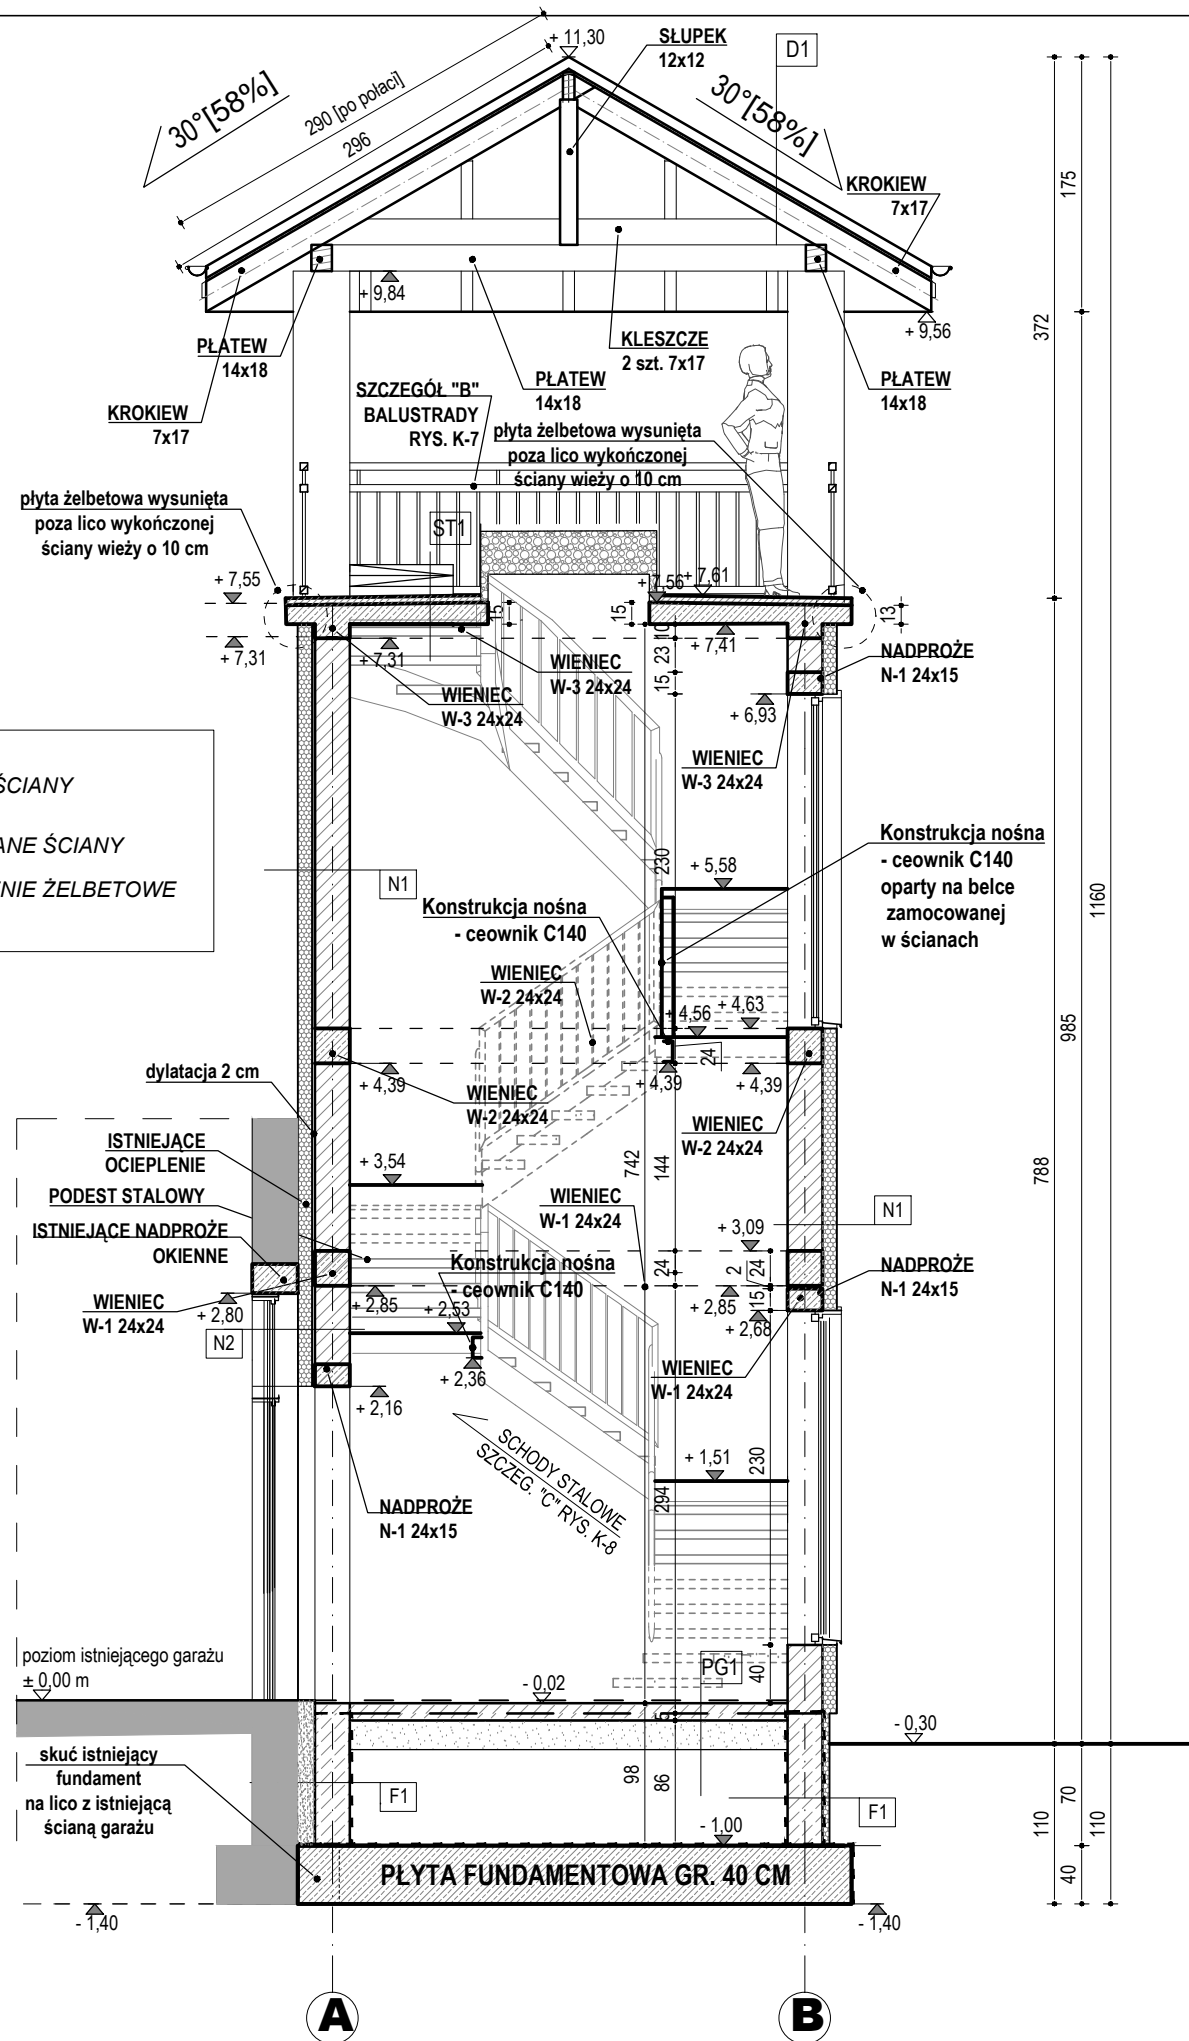 + 11,30
SŁUPEK
12x12
D1
30°[58%]
290 [po połaci]
296
30°[58%]
KROKIEW
7x17
175
+ 9,84
+ 9,56
372
PŁATEW
14x18
KLESZCZE
2 szt. 7x17
PŁATEW
14x18
PŁATEW
14x18
KROKIEW
7x17
SZCZEGÓŁ "B"
BALUSTRADY
RYS. K-7
płyta żelbetowa wysunięta
poza lico wykończonej
ściany wieży o 10 cm
płyta żelbetowa wysunięta
poza lico wykończonej
ściany wieży o 10 cm
ST1
+ 7,55
+ 7,56
+ 7,61
15
15
10
13
+ 7,31
+ 7,31
+ 7,41
23
15
WIENIEC
W-3 24x24
WIENIEC
W-3 24x24
NADPROŻE
N-1 24x15
+ 6,93
WIENIEC
W-3 24x24
ŚCIANY
ANE ŚCIANY
NIE ŻELBETOWE
N1
230
+ 5,58
Konstrukcja nośna
- ceownik C140
oparty na belce
zamocowanej
w ścianach
1160
Konstrukcja nośna
- ceownik C140
WIENIEC
W-2 24x24
+ 4,56
+ 4,63
985
24
dylatacja 2 cm
+ 4,39
+ 4,39
+ 4,39
WIENIEC
W-2 24x24
WIENIEC
W-2 24x24
ISTNIEJĄCE
OCIEPLENIE
+ 3,54
742
144
788
PODEST STALOWY
WIENIEC
W-1 24x24
N1
ISTNIEJĄCE NADPROŻE
OKIENNE
+ 3,09
Konstrukcja nośna
- ceownik C140
24
2
24
15
NADPROŻE
N-1 24x15
WIENIEC
W-1 24x24
+ 2,80
+ 2,85
+ 2,53
+ 2,85
+ 2,68
N2
+ 2,36
WIENIEC
W-1 24x24
+ 2,16
SCHODY STALOWE
SZCZEG. "C" RYS. K-8
+ 1,51
230
294
NADPROŻE
N-1 24x15
poziom istniejącego garażu
± 0,00 m
PG1
40
- 0,02
5
- 0,30
skuć istniejący
fundament
na lico z istniejącą
ścianą garażu
98
86
F1
F1
- 1,00
110
70
110
40
PŁYTA FUNDAMENTOWA GR. 40 CM
- 1,40
- 1,40
A
B